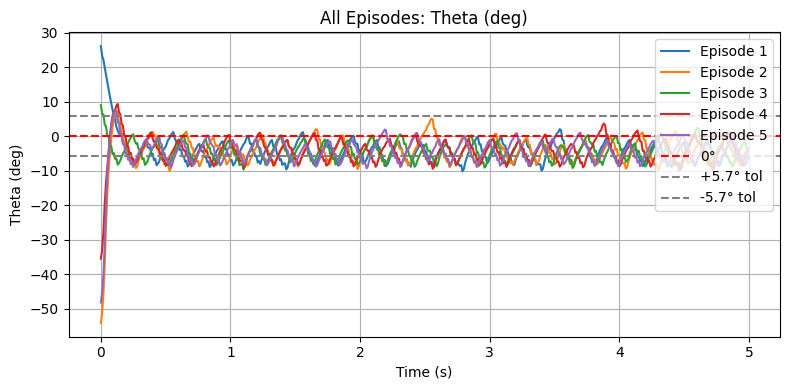 All Episodes: Theta (deg)
Theta (deg)
30
20
10
0
−10
−20
−30
−40
−50
0
1
2
3
4
5
Time (s)
Episode 1
Episode 2
Episode 3
Episode 4
Episode 5
0°
+5.7° tol
-5.7° tol